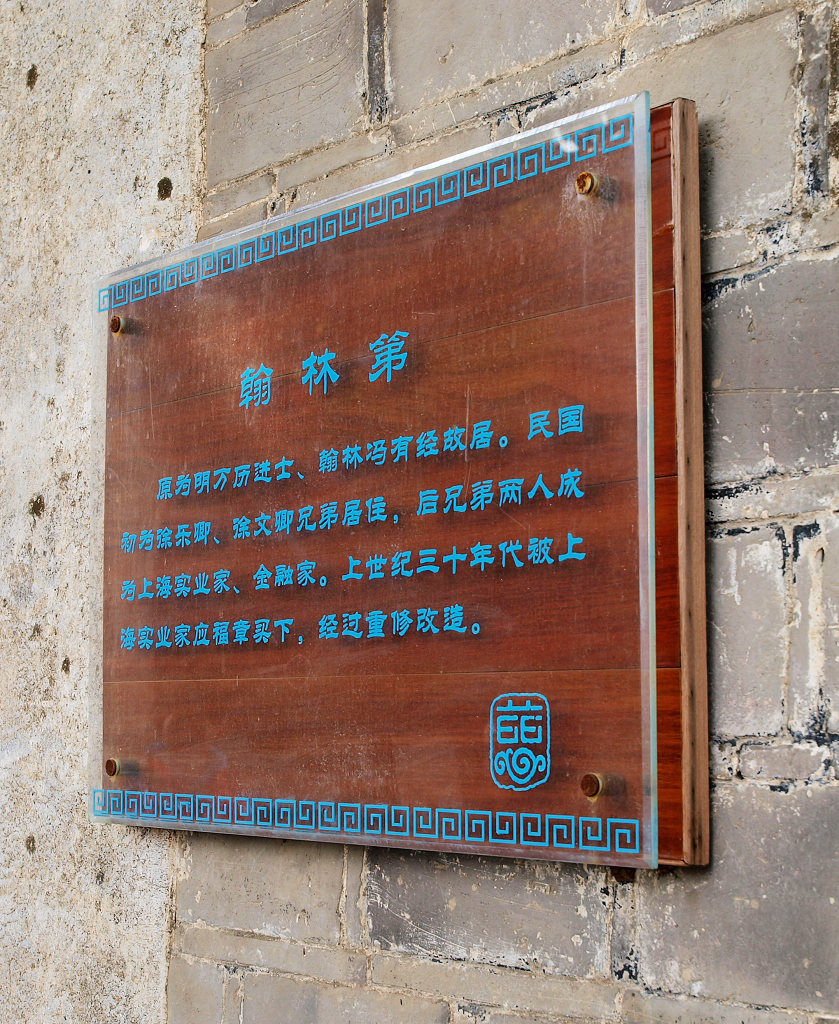 翰林第
原为明万历进士、翰林冯有经故居。民国
初为徐乐卿、徐文卿兄弟居住，后兄弟两人成
为上海实业家、金融家。上世纪三十年代被上
海实业家应福章买下，经过重修改造。